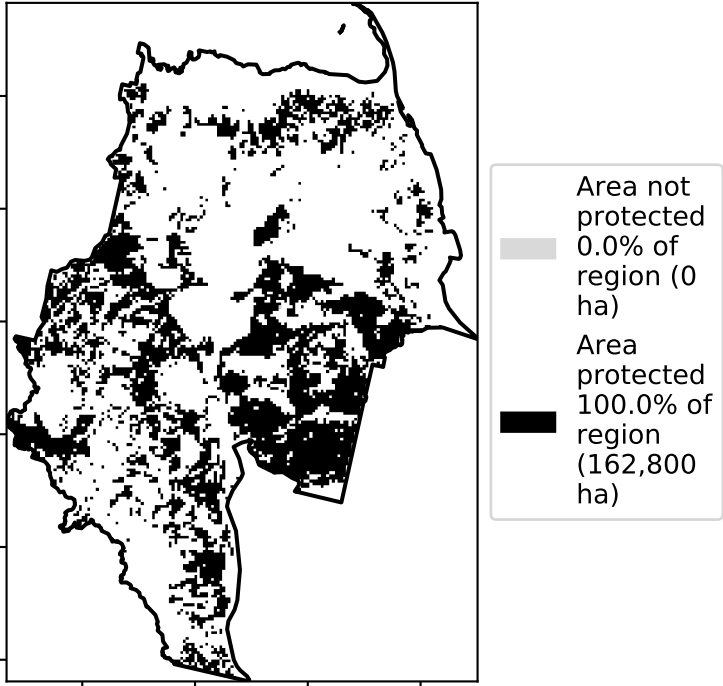 Area not
protected
0.0% of
region (0
ha)
Area
protected
100.0% of
region
(162,800
ha)